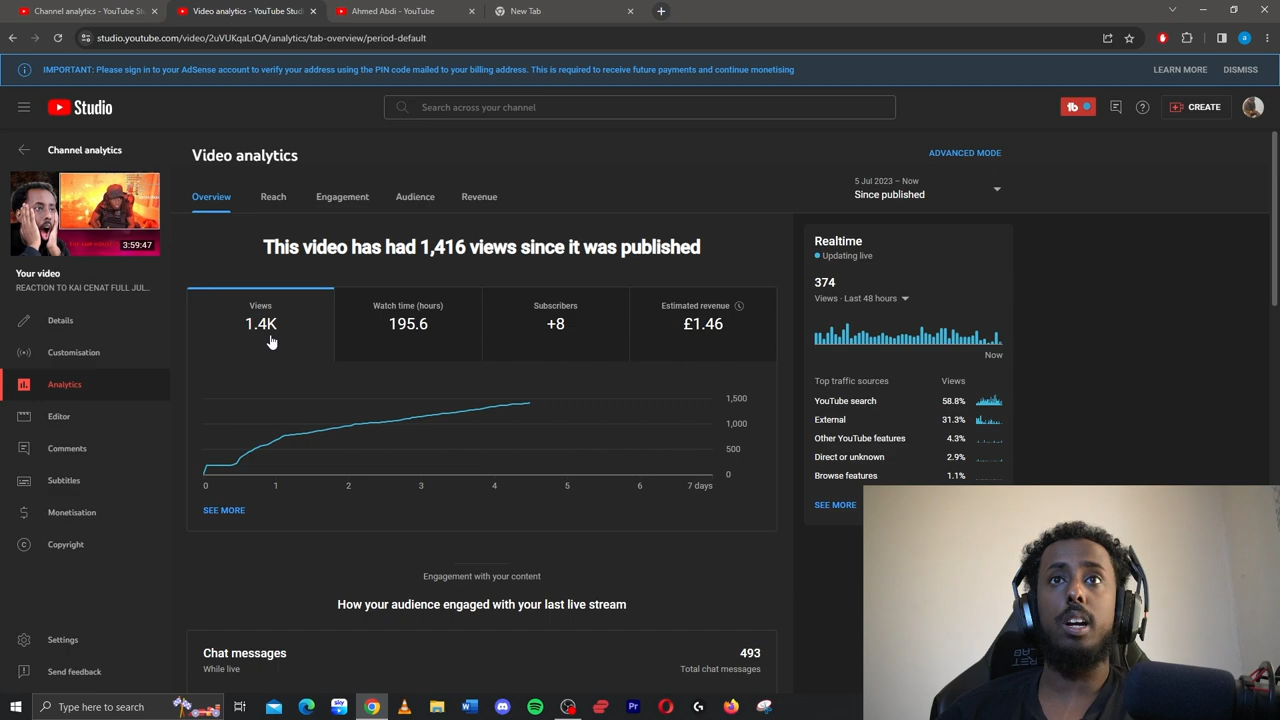 Channel analytics - YouTube St
Video analytics - YouTube Studi
Ahmed Abdi - YouTube
New Tab
studio.youtube.com/video/2uVUKqaLrQA/analytics/tab-overview/period-default
a
IMPORTANT: Please sign in to your AdSense account to verify your address using the PIN code mailed to your billing address. This is required to receive future payments and continue monetising
LEARN MORE
DISMISS
Studio
Search across your channel
tb
CREATE
Channel analytics
3:59:47
Your video
REACTION TO KAI CENAT FULL JUL..
Details
Customisation
Analytics
Editor
Comments
Subtitles
Monetisation
Copyright
Settings
Send feedback
Video analytics
ADVANCED MODE
Overview
Reach
Engagement
Audience
Revenue
5 Jul 2023 – Now
Since published
This video has had 1,416 views since it was published
Views
1.4K
Watch time (hours)
195.6
Subscribers
+8
Estimated revenue
£1.46
1,500
1,000
500
0
0 1 2 3 4 5 6 7 days
SEE MORE
Engagement with your content
How your audience engaged with your last live stream
Chat messages
While live
493
Total chat messages
Realtime
Updating live
374
Views · Last 48 hours
Now
Top traffic sources Views
YouTube search 58.8%
External 31.3%
Other YouTube features 4.3%
Direct or unknown 2.9%
Browse features 1.1%
SEE MORE
Type here to search
sky
W
Pr